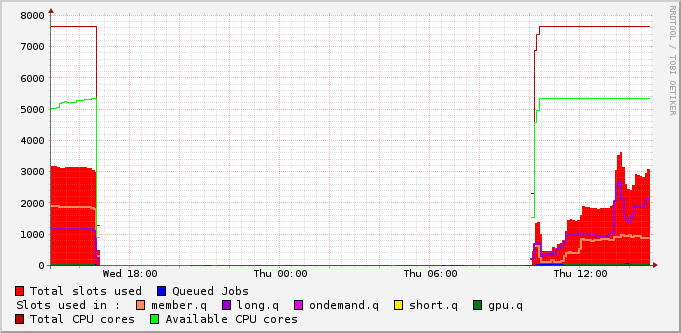 RRDTOOL / TOBI OETIKER
8000
7000
6000
5000
4000
3000
2000
1000
0
Wed 18:00 Thu 00:00 Thu 06:00 Thu 12:00
Total slots used Queued Jobs
Slots used in : member.q long.q ondemand.q short.q gpu.q
Total CPU cores Available CPU cores